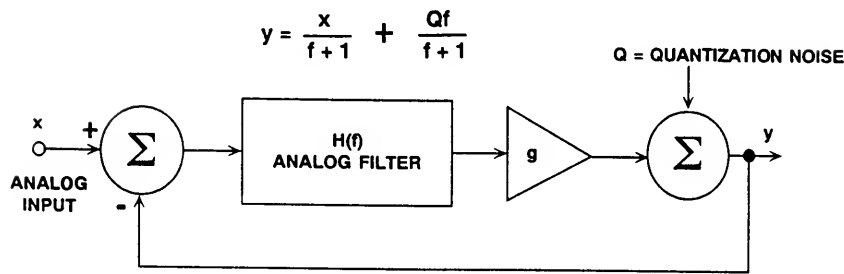 y = x / (f + 1) + Qf / (f + 1)
Q = QUANTIZATION NOISE
x
+
Σ
H(f)
ANALOG FILTER
g
Σ
y
ANALOG
INPUT
-